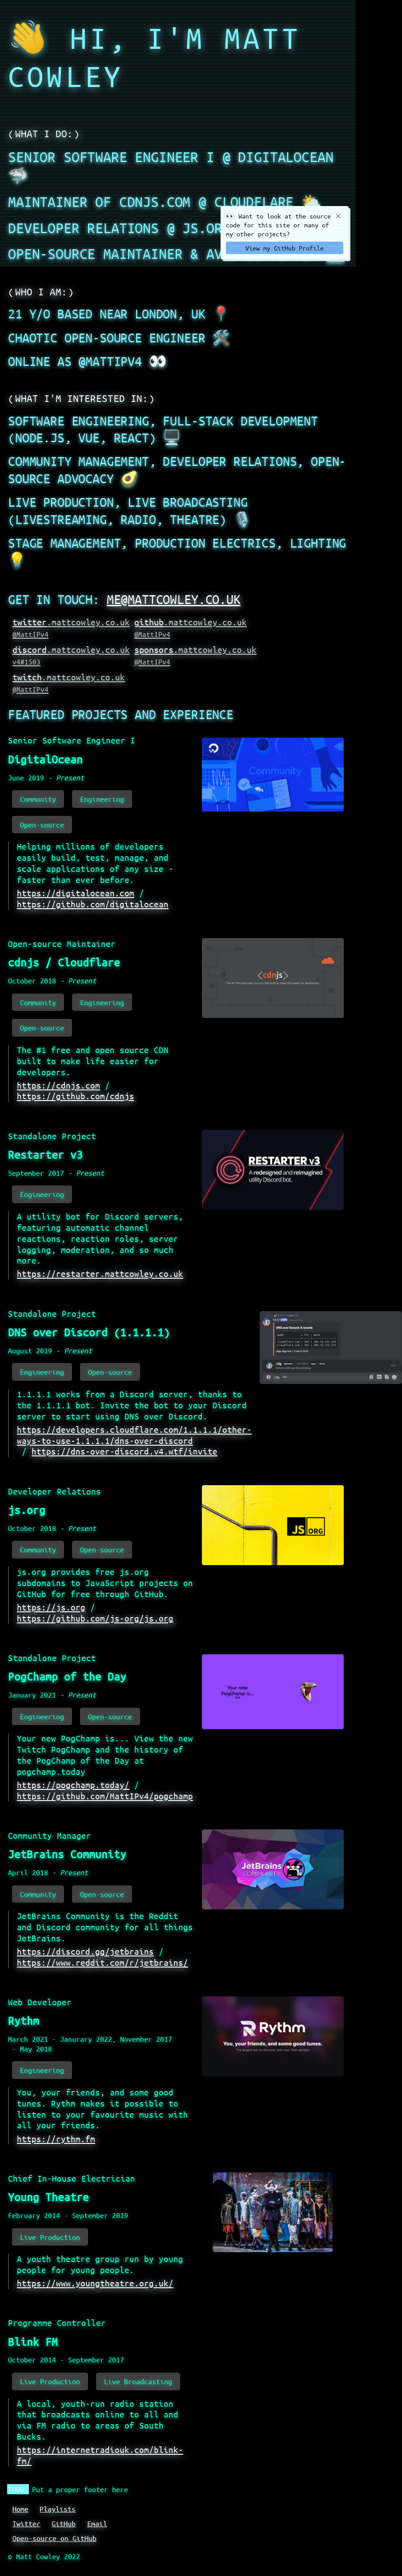 👋 HI, I'M MATT
COWLEY
(WHAT I DO:)
SENIOR SOFTWARE ENGINEER I @ DIGITALOCEAN
🦈
MAINTAINER OF CDNJS.COM @ CLOUDFLARE
DEVELOPER RELATIONS @ JS.OR
OPEN-SOURCE MAINTAINER & AV
👀 Want to look at the source
code for this site or many of
my other projects?
View my GitHub Profile
(WHO I AM:)
21 Y/O BASED NEAR LONDON, UK 📍
CHAOTIC OPEN-SOURCE ENGINEER 🛠️
ONLINE AS @MATTIPV4 👀
(WHAT I'M INTERESTED IN:)
SOFTWARE ENGINEERING, FULL-STACK DEVELOPMENT
(NODE.JS, VUE, REACT) 🖥️
COMMUNITY MANAGEMENT, DEVELOPER RELATIONS, OPEN-
SOURCE ADVOCACY 🥑
LIVE PRODUCTION, LIVE BROADCASTING
(LIVESTREAMING, RADIO, THEATRE) 🎙️
STAGE MANAGEMENT, PRODUCTION ELECTRICS, LIGHTING
💡
GET IN TOUCH: ME@MATTCOWLEY.CO.UK
twitter.mattcowley.co.uk github.mattcowley.co.uk
@MattIPv4 @MattIPv4
discord.mattcowley.co.uk sponsors.mattcowley.co.uk
v4#1503 @MattIPv4
twitch.mattcowley.co.uk
@MattIPv4
FEATURED PROJECTS AND EXPERIENCE
Senior Software Engineer I
DigitalOcean
June 2019 - Present
Community Engineering
Open-source
Helping millions of developers
easily build, test, manage, and
scale applications of any size -
faster than ever before.
https://digitalocean.com /
https://github.com/digitalocean
Community
Open-source Maintainer
cdnjs / Cloudflare
October 2018 - Present
Community Engineering
Open-source
The #1 free and open source CDN
built to make life easier for
developers.
https://cdnjs.com /
https://github.com/cdnjs
<cdnjs>
The #1 free and open source CDN built to make life easier for developers.
Standalone Project
Restarter v3
September 2017 - Present
Engineering
A utility bot for Discord servers,
featuring automatic channel
reactions, reaction roles, server
logging, moderation, and so much
more.
https://restarter.mattcowley.co.uk
RESTARTER v3
A redesigned and reimagined
utility Discord bot.
Standalone Project
DNS over Discord (1.1.1.1)
August 2019 - Present
Engineering Open-source
1.1.1.1 works from a Discord server, thanks to
the 1.1.1.1 bot. Invite the bot to your Discord
server to start using DNS over Discord.
https://developers.cloudflare.com/1.1.1.1/other-
ways-to-use-1.1.1.1/dns-over-discord
/ https://dns-over-discord.v4.wtf/invite
Developer Relations
js.org
October 2018 - Present
Community Open-source
js.org provides free js.org
subdomains to JavaScript projects on
GitHub for free through GitHub.
https://js.org /
https://github.com/js-org/js.org
JS .ORG
Standalone Project
PogChamp of the Day
January 2021 - Present
Engineering Open-source
Your new PogChamp is... View the new
Twitch PogChamp and the history of
the PogChamp of the Day at
pogchamp.today
https://pogchamp.today/ /
https://github.com/MattIPv4/pogchamp
Your new
PogChamp is...
Community Manager
JetBrains Community
April 2018 - Present
Community Open-source
JetBrains Community is the Reddit
and Discord community for all things
JetBrains.
https://discord.gg/jetbrains /
https://www.reddit.com/r/jetbrains/
JetBrains
COMMUNITY
Web Developer
Rythm
March 2021 - Janurary 2022, November 2017
- May 2018
Engineering
You, your friends, and some good
tunes. Rythm makes it possible to
listen to your favourite music with
all your friends.
https://rythm.fm
Rythm
You, your friends, and some good tunes.
Chief In-House Electrician
Young Theatre
February 2014 - September 2019
Live Production
A youth theatre group run by young
people for young people.
https://www.youngtheatre.org.uk/
Programme Controller
Blink FM
October 2014 - September 2017
Live Production Live Broadcasting
A local, youth-run radio station
that broadcasts online to all and
via FM radio to areas of South
Bucks.
https://internetradiouk.com/blink-
fm/
Put a proper footer here
Home Playlists
Twitter GitHub Email
Open-source on GitHub
© Matt Cowley 2022